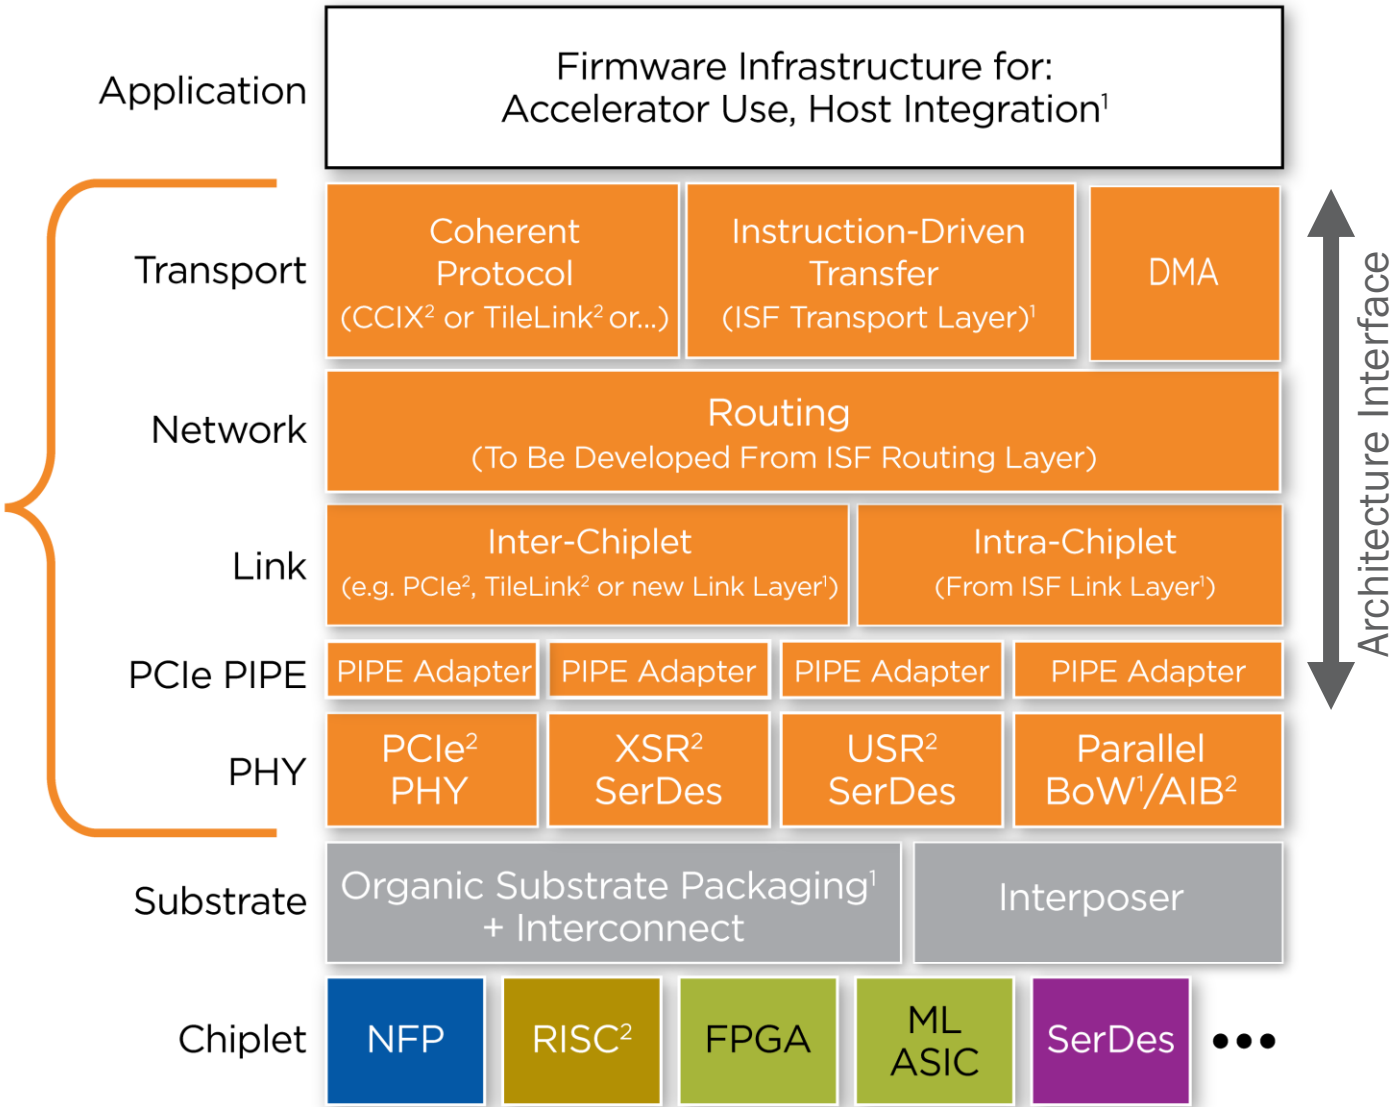 Application
Firmware Infrastructure for:
Accelerator Use, Host Integration¹
Transport
Coherent
Protocol
(CCIX² or TileLink² or...)
Instruction-Driven
Transfer
(ISF Transport Layer)¹
DMA
Network
Routing
(To Be Developed From ISF Routing Layer)
Link
Inter-Chiplet
(e.g. PCIe², TileLink² or new Link Layer¹)
Intra-Chiplet
(From ISF Link Layer¹)
PCIe PIPE
PIPE Adapter
PIPE Adapter
PIPE Adapter
PIPE Adapter
PHY
PCIe²
PHY
XSR²
SerDes
USR²
SerDes
Parallel
BoW¹/AIB²
Substrate
Organic Substrate Packaging¹
+ Interconnect
Interposer
Chiplet
NFP
RISC²
FPGA
ML
ASIC
SerDes
•••
Architecture Interface